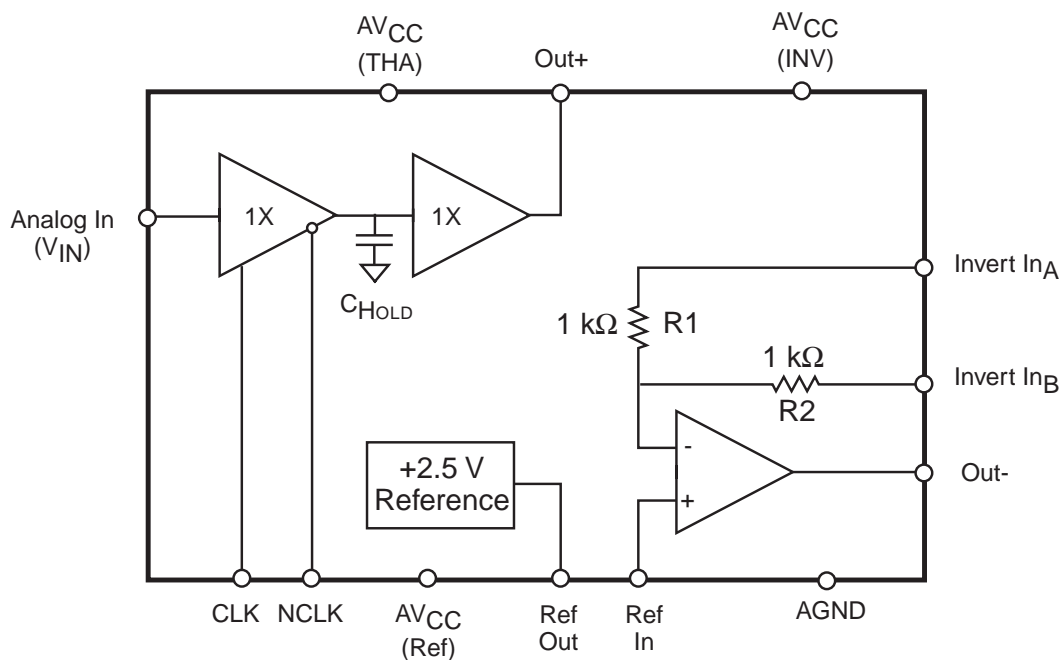 AVCC
(THA)
Out+
AVCC
(INV)
1X
1X
Analog In
(VIN)
CHOLD
Invert InA
1 kΩ
R1
1 kΩ
Invert InB
R2
-
+2.5 V
Reference
Out-
+
CLK
NCLK
AVCC
(Ref)
Ref
Out
Ref
In
AGND